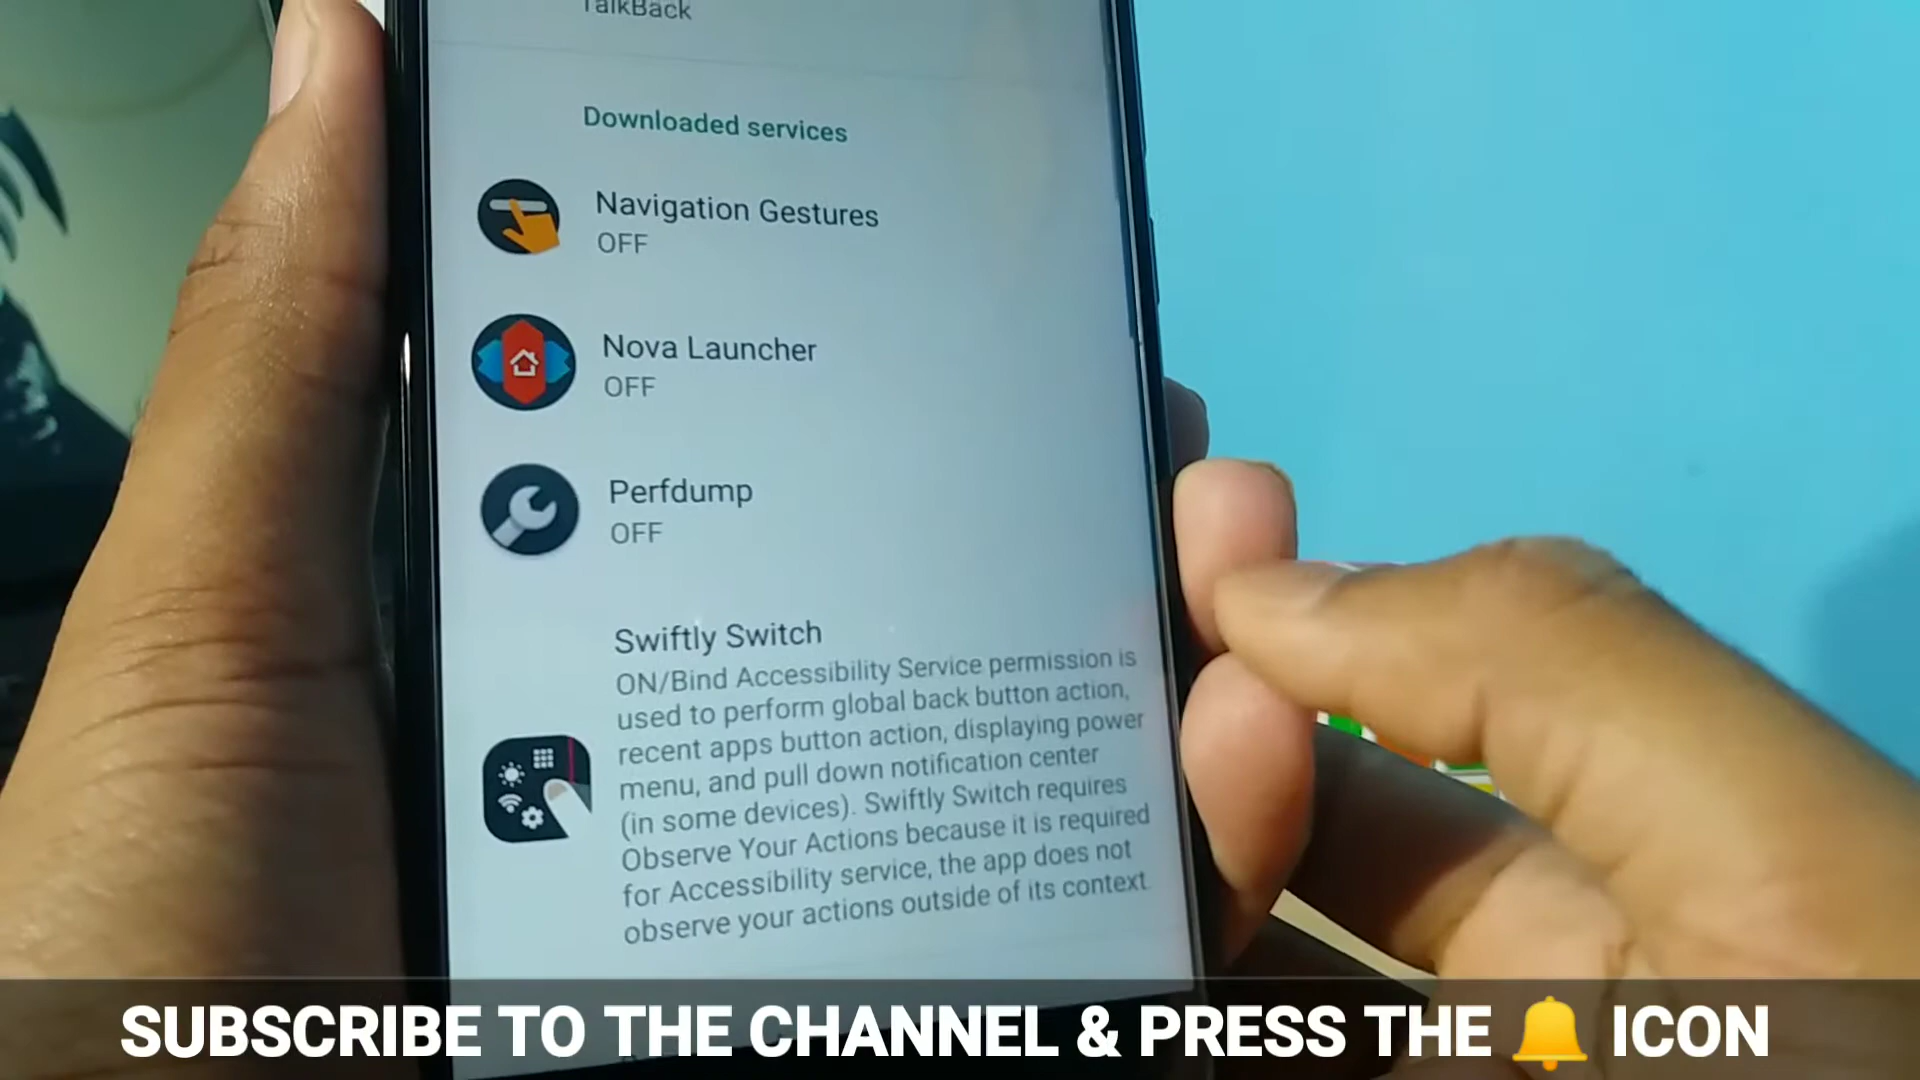 TalkBack
Downloaded services
Navigation Gestures
OFF
Nova Launcher
OFF
Perfdump
OFF
Swiftly Switch
ON/Bind Accessibility Service permission is
used to perform global back button action,
recent apps button action, displaying power
menu, and pull down notification center
(in some devices). Swiftly Switch requires
Observe Your Actions because it is required
for Accessibility service, the app does not
observe your actions outside of its context
SUBSCRIBE TO THE CHANNEL & PRESS THE 🔔 ICON